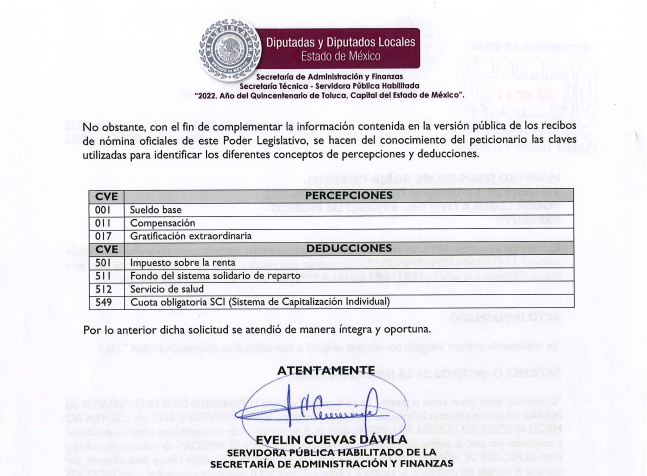 Diputadas y Diputados Locales
Estado de México
Secretaría de Administración y Finanzas
Secretaría Técnica - Servidora Pública Habilitada
"2022. Año del Quincentenario de Toluca, Capital del Estado de México".
No obstante, con el fin de complementar la información contenida en la versión pública de los recibos
de nómina oficiales de este Poder Legislativo, se hacen del conocimiento del peticionario las claves
utilizadas para identificar los diferentes conceptos de percepciones y deducciones.
CVE PERCEPCIONES
001 Sueldo base
011 Compensación
017 Gratificación extraordinaria
CVE DEDUCCIONES
501 Impuesto sobre la renta
511 Fondo del sistema solidario de reparto
512 Servicio de salud
549 Cuota obligatoria SCI (Sistema de Capitalización Individual)
Por lo anterior dicha solicitud se atendió de manera íntegra y oportuna.
ATENTAMENTE
EVELIN CUEVAS DÁVILA
SERVIDORA PÚBLICA HABILITADO DE LA
SECRETARÍA DE ADMINISTRACIÓN Y FINANZAS